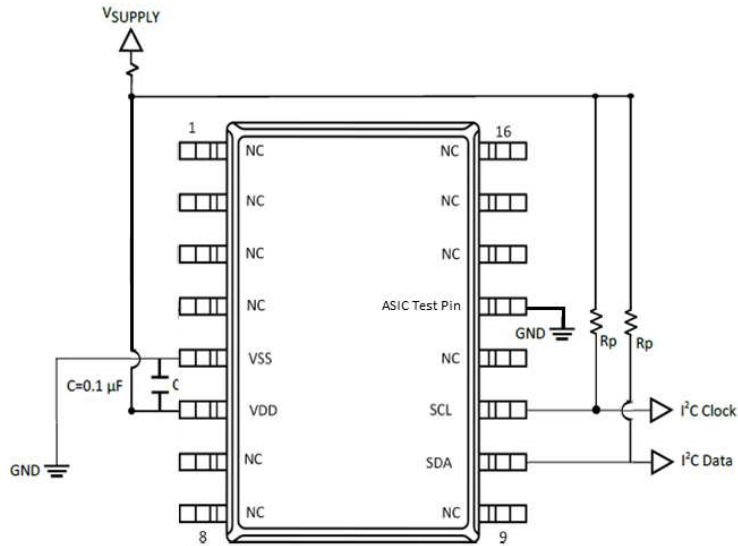 VSUPPLY
1
16
NC
NC
NC
NC
NC
NC
NC
ASIC Test Pin
GND
Rp
Rp
VSS
NC
C=0.1 µF
C
VDD
SCL
I²C Clock
GND
NC
SDA
I²C Data
NC
NC
8
9